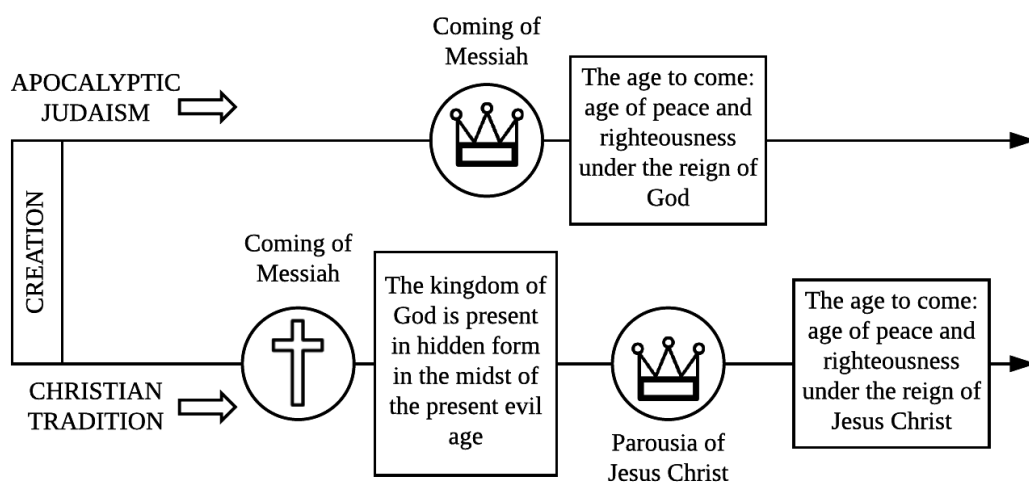 Coming of
Messiah
APOCALYPTIC
JUDAISM
The age to come:
age of peace and
righteousness
under the reign of
God
CREATION
Coming of
Messiah
The kingdom of
God is present
in hidden form
in the midst of
the present evil
age
The age to come:
age of peace and
righteousness
under the reign of
Jesus Christ
CHRISTIAN
TRADITION
Parousia of
Jesus Christ